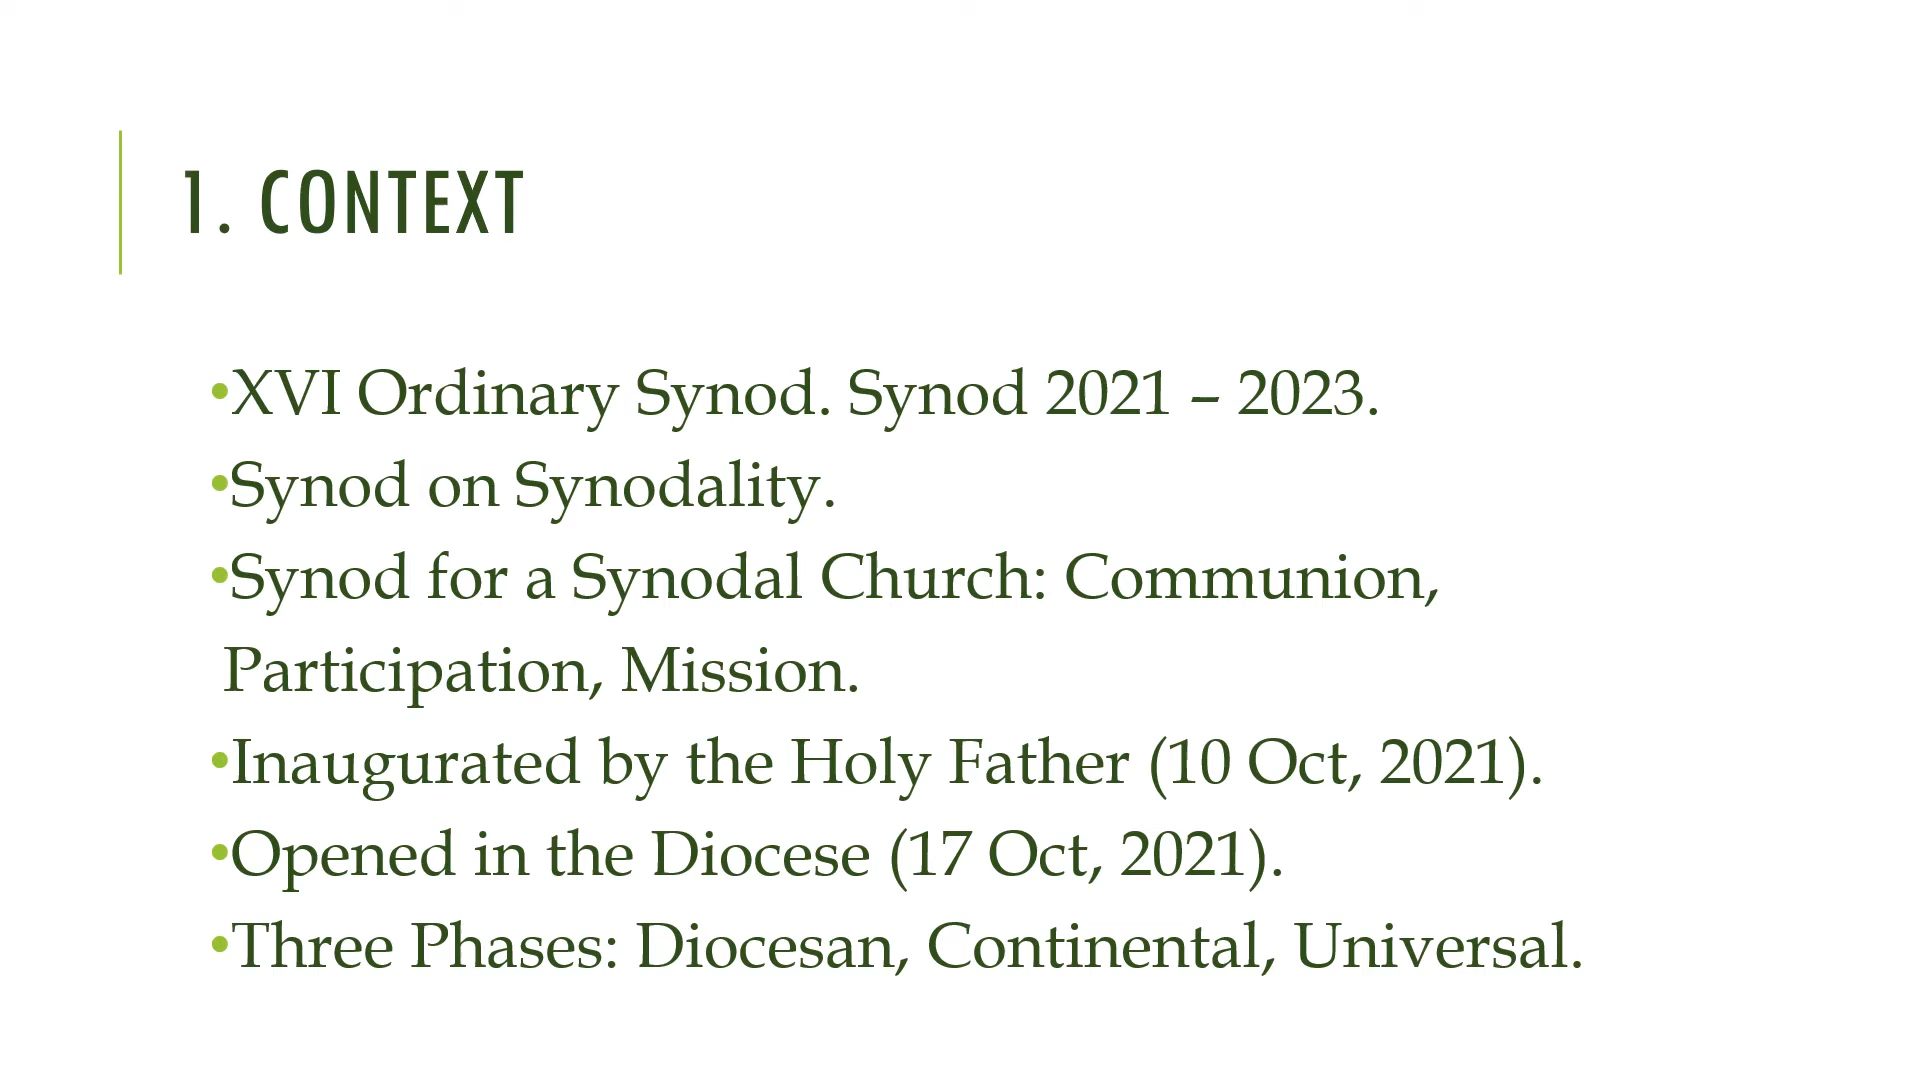 1. CONTEXT
•XVI Ordinary Synod. Synod 2021 – 2023.
•Synod on Synodality.
•Synod for a Synodal Church: Communion,
Participation, Mission.
•Inaugurated by the Holy Father (10 Oct, 2021).
•Opened in the Diocese (17 Oct, 2021).
•Three Phases: Diocesan, Continental, Universal.